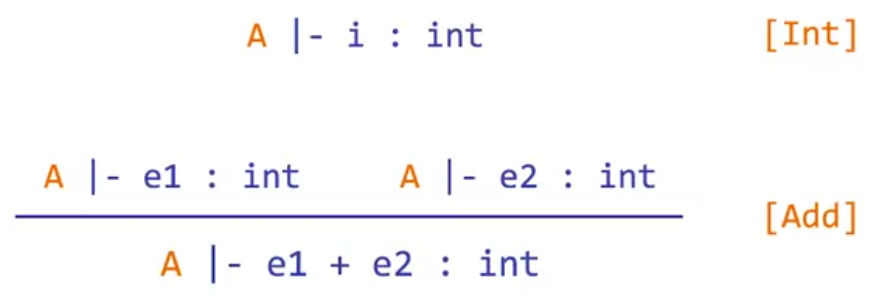 A |- i : int [Int]
A |- e1 : int A |- e2 : int
[Add]
A |- e1 + e2 : int